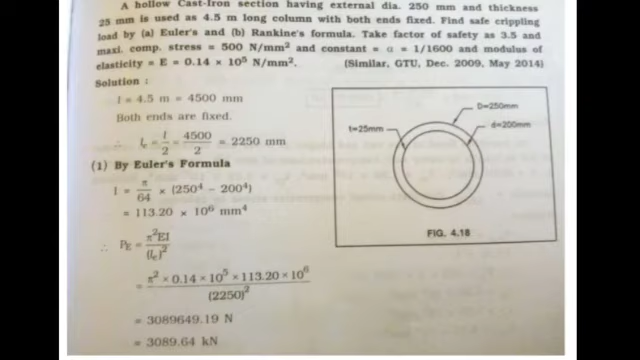 A hollow Cast-Iron section having external dia. 250 mm and thickness
25 mm is used as 4.5 m long column with both ends fixed. Find safe crippling
load by (a) Euler's and (b) Rankine's formula. Take factor of safety as 3.5 and
maxi. comp. stress = 500 N/mm² and constant = α = 1/1600 and modulus of
elasticity = E = 0.14 × 10⁵ N/mm².
(Similar, GTU, Dec. 2009, May 2014)
Solution :
l = 4.5 m = 4500 mm
Both ends are fixed.
∴ lₑ = l/2 = 4500/2 = 2250 mm
(1) By Euler's Formula
I = π/64 × (250⁴ - 200⁴)
= 113.20 × 10⁶ mm⁴
∴ P_E = π²EI/(lₑ)²
= π² × 0.14 × 10⁵ × 113.20 × 10⁶/(2250)²
= 3089649.19 N
= 3089.64 kN
D=250mm
t=25mm
d=200mm
FIG. 4.18